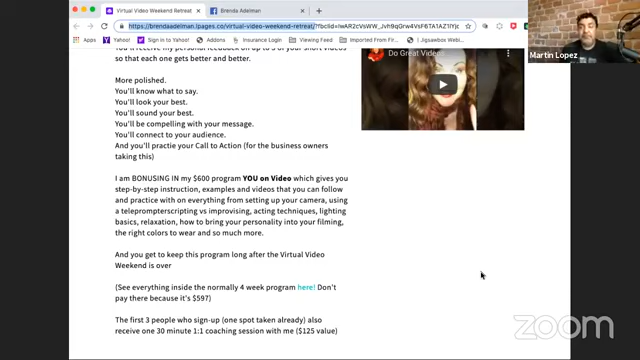 Virtual Video Weekend Retreat
Brenda Adelman
https://brendaadelman.lpages.co/virtual-video-weekend-retreat/
Apps
Yahoo!
Sign in to Yahoo!
Addons
Insurance Login
Viewing Feed
Imported From IE
Jigsawbox Webi...
Martin Lopez
so that each one gets better and better.
Do Great Videos
More polished.
You'll know what to say.
You'll look your best.
You'll sound your best.
You'll be compelling with your message.
You'll connect to your audience.
And you'll practie your Call to Action (for the business owners
taking this)
I am BONUSING IN my $600 program YOU on Video which gives you
step-by-step instruction, examples and videos that you can follow
and practice with on everything from setting up your camera, using
a teleprompterscripting vs improvising, acting techniques, lighting
basics, relaxation, how to bring your personality into your filming,
the right colors to wear and so much more.
And you get to keep this program long after the Virtual Video
Weekend is over
(See everything inside the normally 4 week program here! Don't
pay there because it's $597)
The first 3 people who sign-up (one spot taken already) also
receive one 30 minute 1:1 coaching session with me ($125 value)
zoom